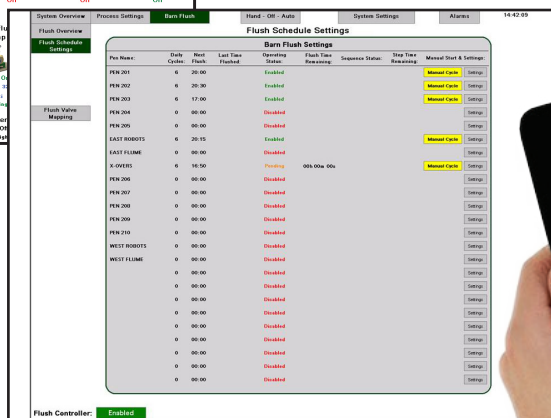 On On On
System Overview Process Settings Barn Flush Hand - Off - Auto System Settings Alarms 14:42:09
Flush Overview
Flush Schedule Settings
Flush Schedule
Settings
Barn Flush Settings
Pen Name: Daily Cycles: Next Flush: Last Time Flushed: Operating Status: Flush Time Remaining: Sequence Status: Step Time Remaining: Manual Start & Settings:
PEN 201 6 20:00 Enabled Manual Cycle Settings
PEN 202 6 20:30 Enabled Manual Cycle Settings
PEN 203 6 17:00 Enabled Manual Cycle Settings
PEN 204 0 00:00 Disabled Settings
Flush Valve
Mapping
PEN 205 0 00:00 Disabled Settings
EAST ROBOTS 6 20:15 Enabled Manual Cycle Settings
EAST FLUME 0 00:00 Disabled Settings
X-OVERS 6 16:50 Pending 00h 00m 00s Manual Cycle Settings
PEN 206 0 00:00 Disabled Settings
PEN 207 0 00:00 Disabled Settings
PEN 208 0 00:00 Disabled Settings
PEN 209 0 00:00 Disabled Settings
PEN 210 0 00:00 Disabled Settings
WEST ROBOTS 0 00:00 Disabled Settings
WEST FLUME 0 00:00 Disabled Settings
0 00:00 Disabled Settings
0 00:00 Disabled Settings
0 00:00 Disabled Settings
0 00:00 Disabled Settings
0 00:00 Disabled Settings
0 00:00 Disabled Settings
0 00:00 Disabled Settings
0 00:00 Disabled Settings
0 00:00 Disabled Settings
Flush Controller: Enabled